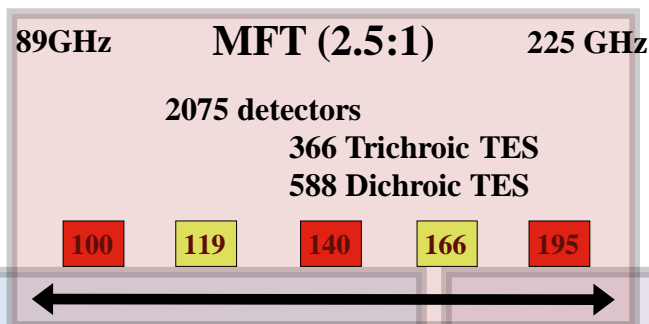 89GHz MFT (2.5:1) 225 GHz
2075 detectors
366 Trichroic TES
588 Dichroic TES
100 119 140 166 195